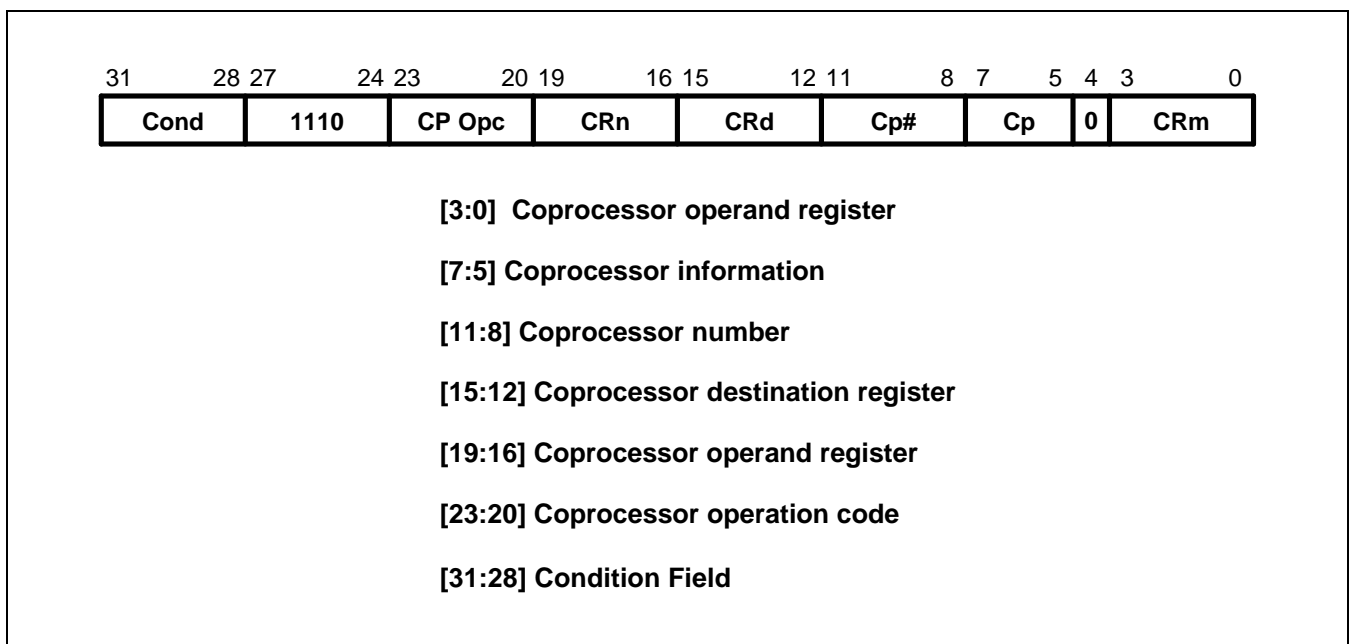 31 28 27 24 23 20 19 16 15 12 11 8 7 5 4 3 0
Cond 1110 CP Opc CRn CRd Cp# Cp 0 CRm
[3:0] Coprocessor operand register
[7:5] Coprocessor information
[11:8] Coprocessor number
[15:12] Coprocessor destination register
[19:16] Coprocessor operand register
[23:20] Coprocessor operation code
[31:28] Condition Field